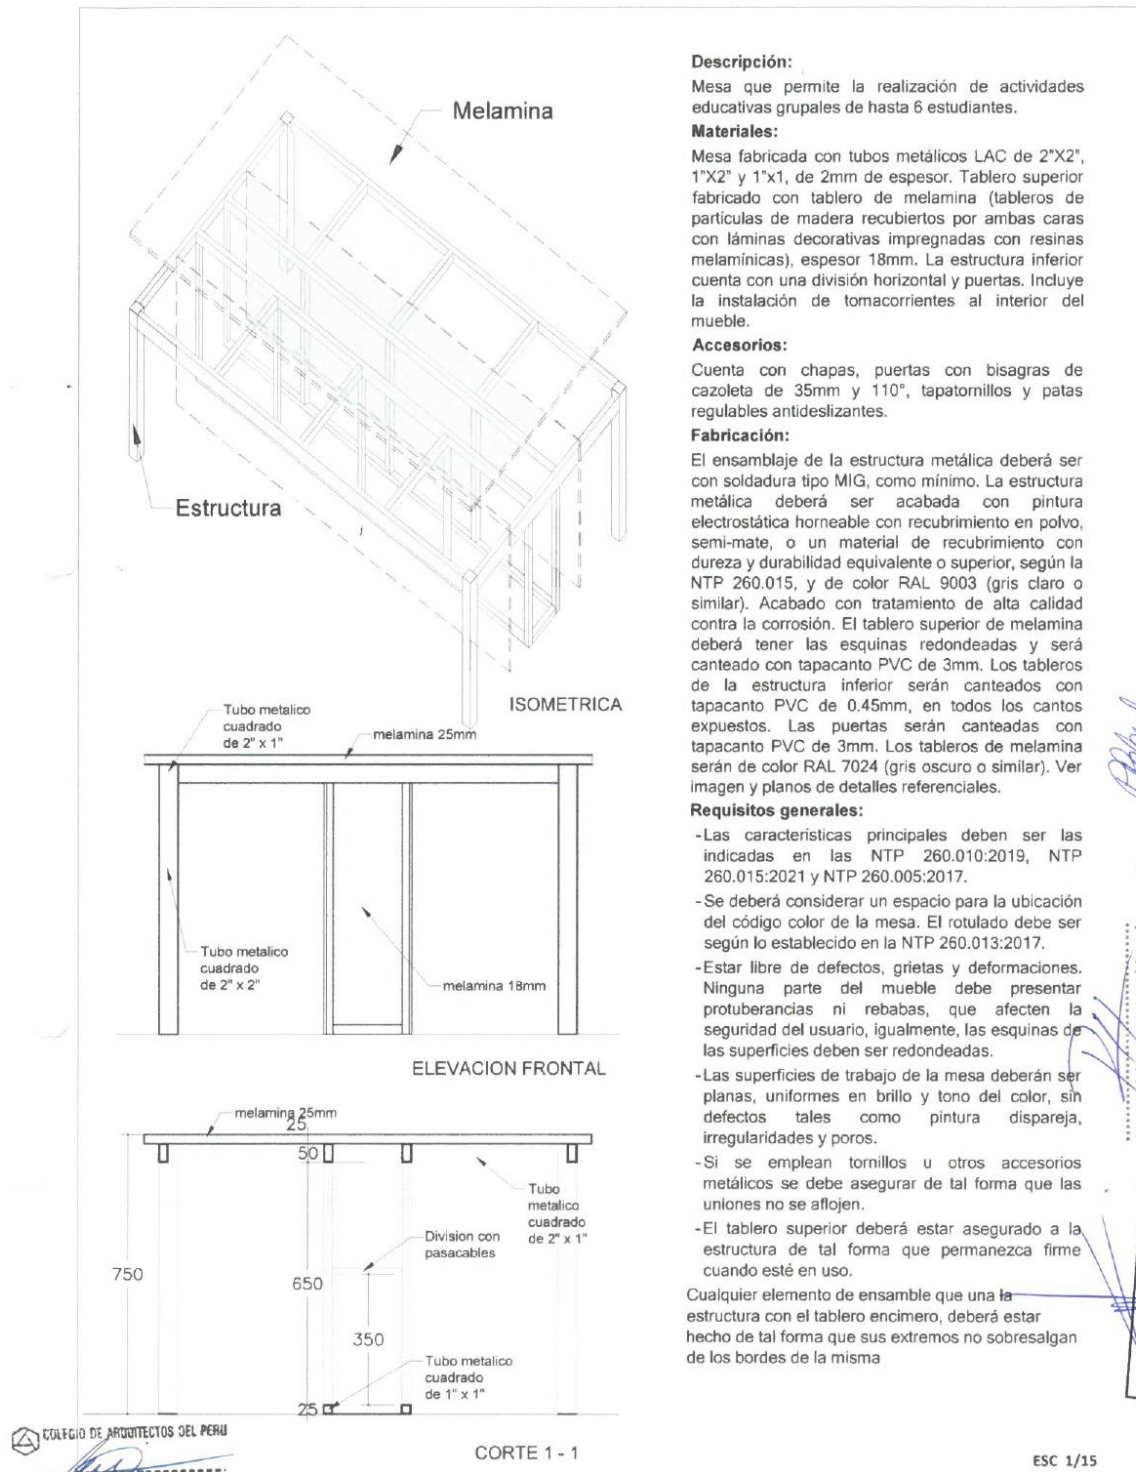 Melamina
Estructura
ISOMETRICA
Tubo metalico
cuadrado
de 2" x 1"
melamina 25mm
Tubo metalico
cuadrado
de 2" x 2"
melamina 18mm
ELEVACION FRONTAL
melamina 25mm
25
50
Tubo
metalico
cuadrado
de 2" x 1"
Division con
pasacables
750
650
350
Tubo metalico
cuadrado
de 1" x 1"
25
COLEGIO DE ARQUITECTOS DEL PERU
CORTE 1 - 1
Descripción:
Mesa que permite la realización de actividades
educativas grupales de hasta 6 estudiantes.
Materiales:
Mesa fabricada con tubos metálicos LAC de 2"X2",
1"X2" y 1"x1, de 2mm de espesor. Tablero superior
fabricado con tablero de melamina (tableros de
partículas de madera recubiertos por ambas caras
con láminas decorativas impregnadas con resinas
melamínicas), espesor 18mm. La estructura inferior
cuenta con una división horizontal y puertas. Incluye
la instalación de tomacorrientes al interior del
mueble.
Accesorios:
Cuenta con chapas, puertas con bisagras de
cazoleta de 35mm y 110°, tapatornillos y patas
regulables antideslizantes.
Fabricación:
El ensamblaje de la estructura metálica deberá ser
con soldadura tipo MIG, como mínimo. La estructura
metálica deberá ser acabada con pintura
electrostática horneable con recubrimiento en polvo,
semi-mate, o un material de recubrimiento con
dureza y durabilidad equivalente o superior, según la
NTP 260.015, y de color RAL 9003 (gris claro o
similar). Acabado con tratamiento de alta calidad
contra la corrosión. El tablero superior de melamina
deberá tener las esquinas redondeadas y será
canteado con tapacanto PVC de 3mm. Los tableros
de la estructura inferior serán canteados con
tapacanto PVC de 0.45mm, en todos los cantos
expuestos. Las puertas serán canteadas con
tapacanto PVC de 3mm. Los tableros de melamina
serán de color RAL 7024 (gris oscuro o similar). Ver
imagen y planos de detalles referenciales.
Requisitos generales:
-Las características principales deben ser las
indicadas en las NTP 260.010:2019, NTP
260.015:2021 y NTP 260.005:2017.
-Se deberá considerar un espacio para la ubicación
del código color de la mesa. El rotulado debe ser
según lo establecido en la NTP 260.013:2017.
-Estar libre de defectos, grietas y deformaciones.
Ninguna parte del mueble debe presentar
protuberancias ni rebabas, que afecten la
seguridad del usuario, igualmente, las esquinas de
las superficies deben ser redondeadas.
-Las superficies de trabajo de la mesa deberán ser
planas, uniformes en brillo y tono del color, sin
defectos tales como pintura dispareja,
irregularidades y poros.
-Si se emplean tornillos u otros accesorios
metálicos se debe asegurar de tal forma que las
uniones no se aflojen.
-El tablero superior deberá estar asegurado a la
estructura de tal forma que permanezca firme
cuando esté en uso.
Cualquier elemento de ensamble que una la
estructura con el tablero encimero, deberá estar
hecho de tal forma que sus extremos no sobresalgan
de los bordes de la misma
ESC 1/15